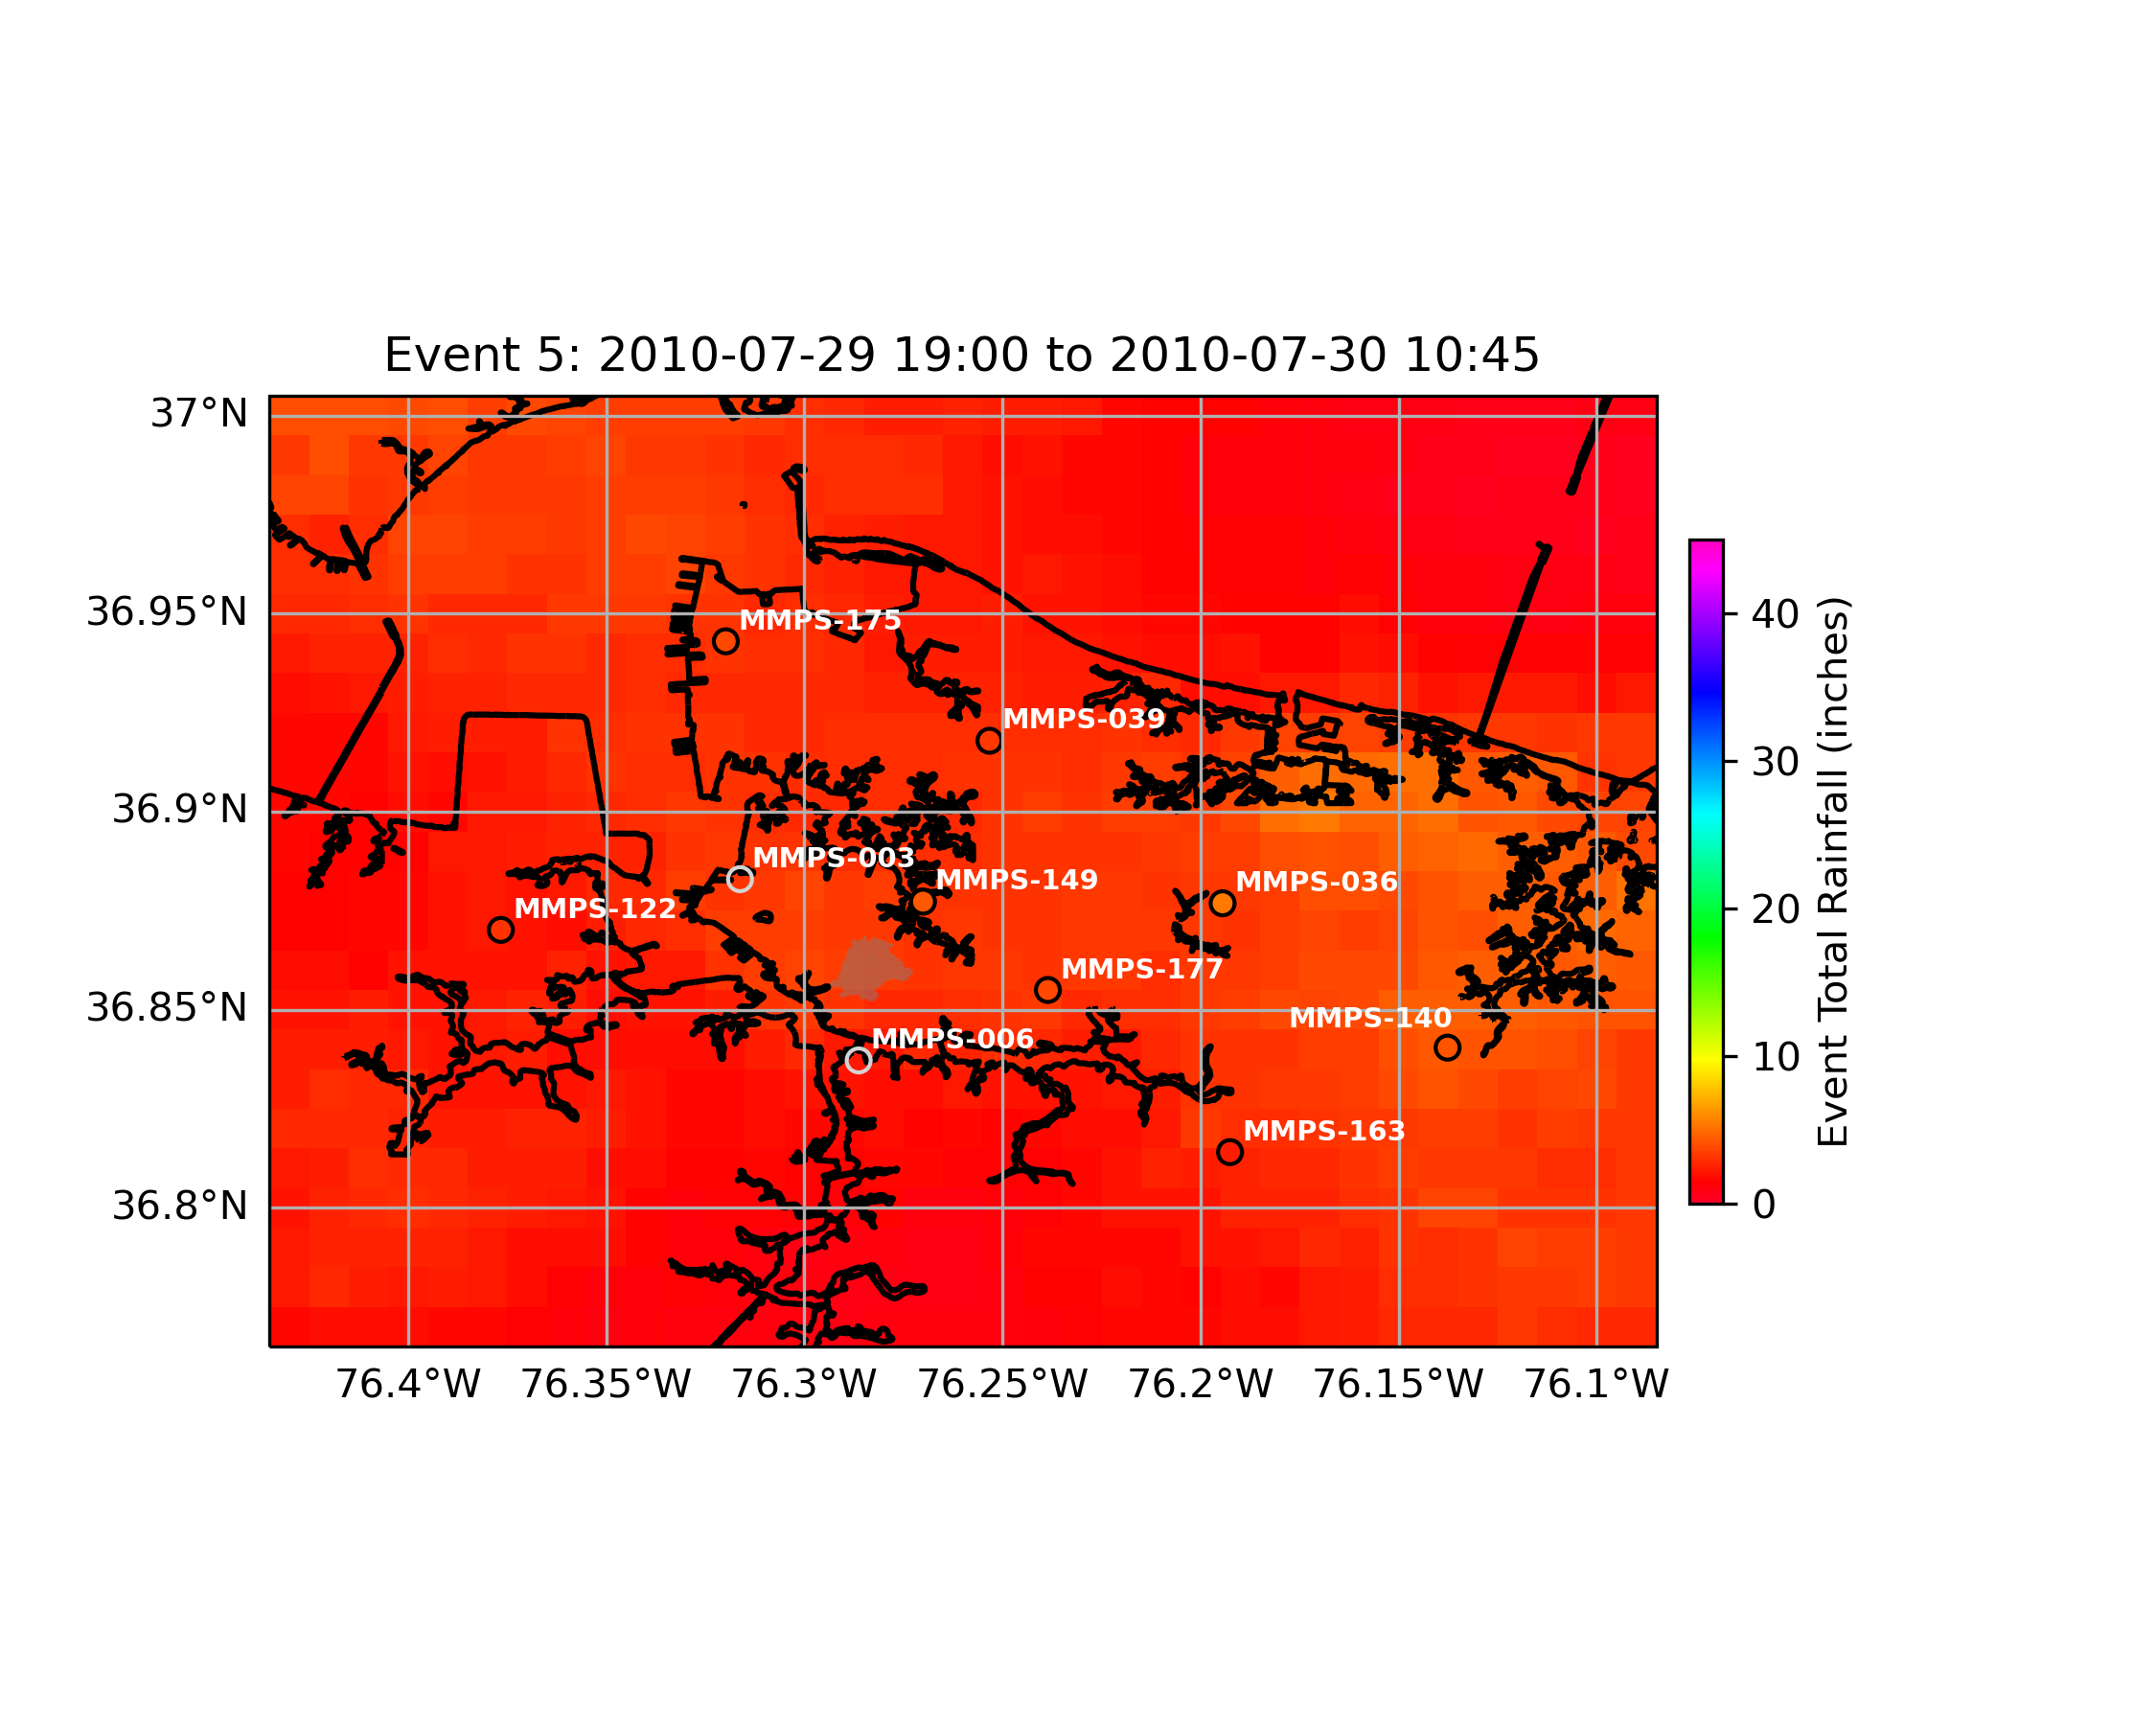 Event 5: 2010-07-29 19:00 to 2010-07-30 10:45
37°N
36.95°N
36.9°N
36.85°N
36.8°N
MMPS-175
MMPS-039
MMPS-003
MMPS-149
MMPS-036
MMPS-122
MMPS-177
MMPS-140
MMPS-006
MMPS-163
76.4°W 76.35°W 76.3°W 76.25°W 76.2°W 76.15°W 76.1°W
40
30
20
10
0
Event Total Rainfall (inches)